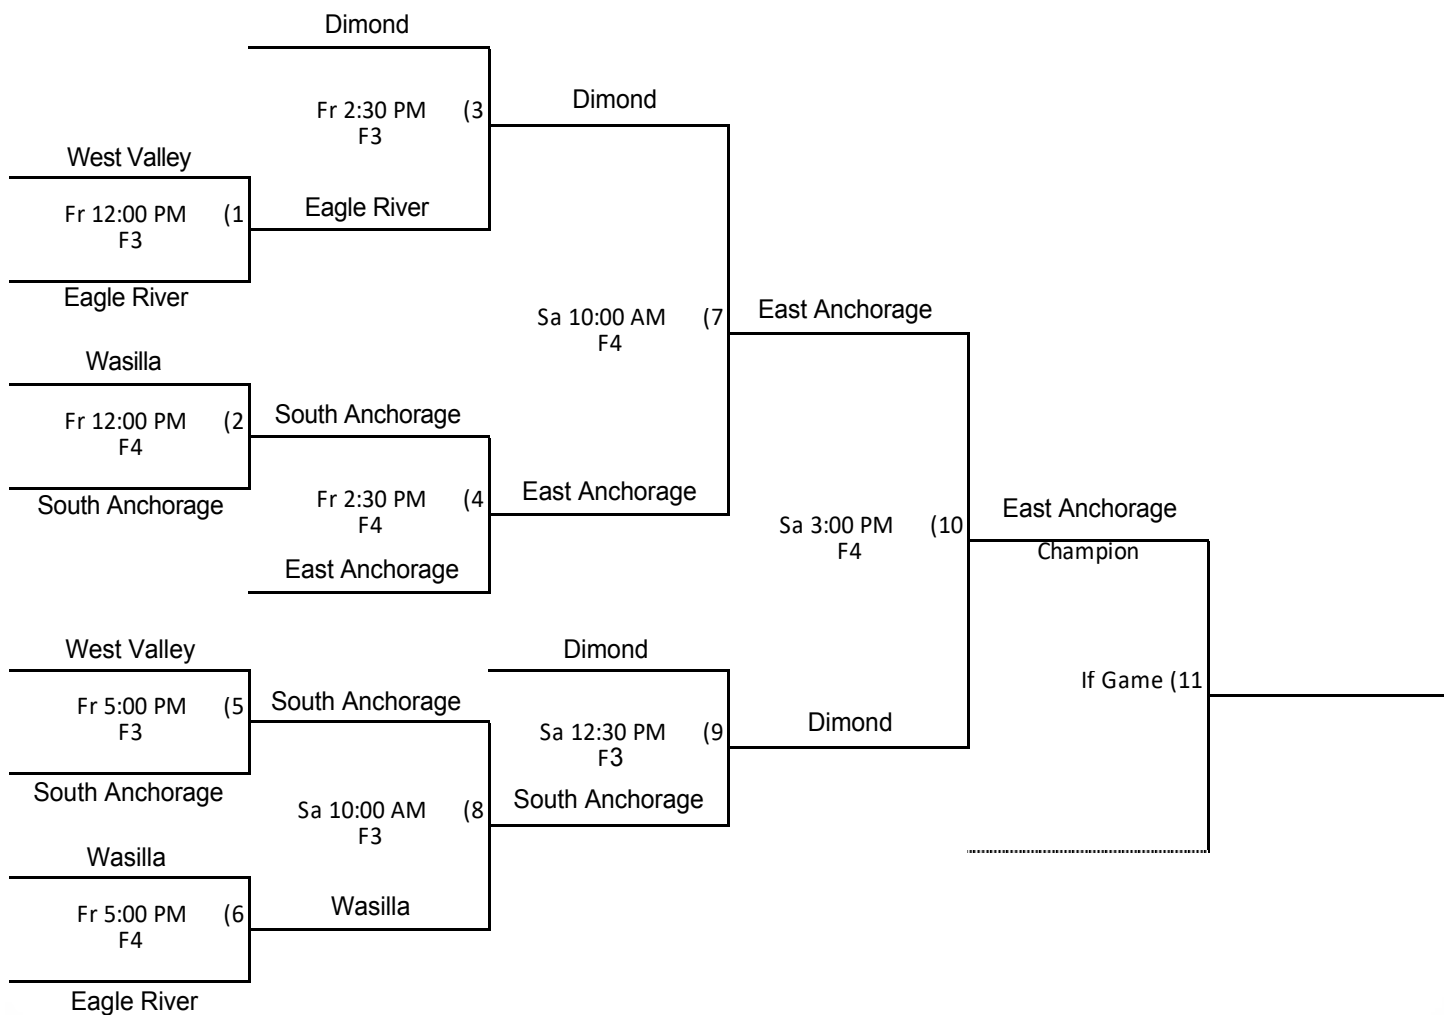 Dimond
Fr 2:30 PM (3
F3
Dimond
West Valley
Fr 12:00 PM (1
F3
Eagle River
Eagle River
Sa 10:00 AM (7
F4
East Anchorage
Wasilla
Fr 12:00 PM (2
F4
South Anchorage
South Anchorage
Fr 2:30 PM (4
F4
East Anchorage
East Anchorage
Sa 3:00 PM (10
F4
East Anchorage
Champion
West Valley
Fr 5:00 PM (5
F3
South Anchorage
South Anchorage
Dimond
Sa 12:30 PM (9
F3
South Anchorage
Dimond
If Game (11
Sa 10:00 AM (8
F3
Wasilla
Fr 5:00 PM (6
F4
Wasilla
Eagle River